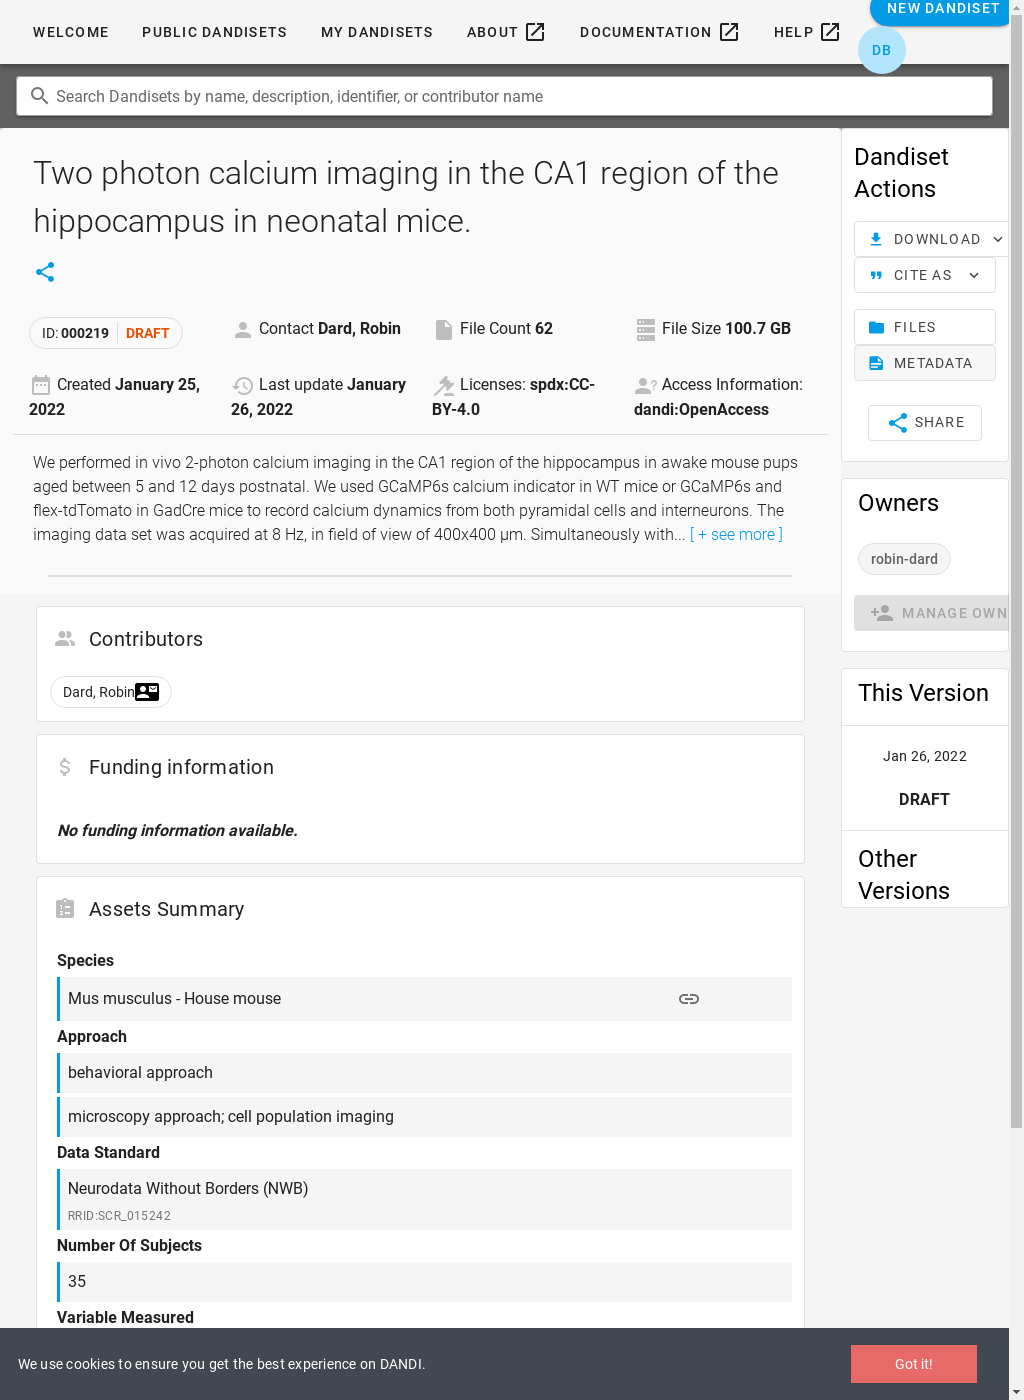 WELCOME PUBLIC DANDISETS MY DANDISETS ABOUT DOCUMENTATION HELP NEW DANDISET
DB
Search Dandisets by name, description, identifier, or contributor name
Two photon calcium imaging in the CA1 region of the
hippocampus in neonatal mice.
ID: 000219 DRAFT
Contact Dard, Robin
File Count 62
File Size 100.7 GB
Created January 25,
2022
Last update January
26, 2022
Licenses: spdx:CC-
BY-4.0
Access Information:
dandi:OpenAccess
We performed in vivo 2-photon calcium imaging in the CA1 region of the hippocampus in awake mouse pups
aged between 5 and 12 days postnatal. We used GCaMP6s calcium indicator in WT mice or GCaMP6s and
flex-tdTomato in GadCre mice to record calcium dynamics from both pyramidal cells and interneurons. The
imaging data set was acquired at 8 Hz, in field of view of 400x400 µm. Simultaneously with... [ + see more ]
Contributors
Dard, Robin
Funding information
No funding information available.
Assets Summary
Species
Mus musculus - House mouse
Approach
behavioral approach
microscopy approach; cell population imaging
Data Standard
Neurodata Without Borders (NWB)
RRID:SCR_015242
Number Of Subjects
35
Variable Measured
Dandiset
Actions
DOWNLOAD
CITE AS
FILES
METADATA
SHARE
Owners
robin-dard
MANAGE OWN
This Version
Jan 26, 2022
DRAFT
Other
Versions
We use cookies to ensure you get the best experience on DANDI.
Got it!